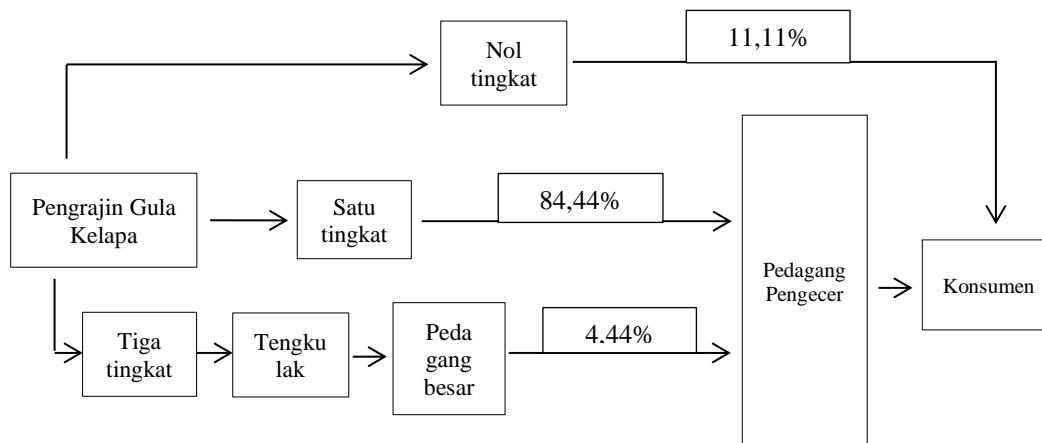 Nol
tingkat
11,11%
Pengrajin Gula
Kelapa
Satu
tingkat
84,44%
Tiga
tingkat
Tengku
lak
Peda
gang
besar
4,44%
Pedagang
Pengecer
Konsumen